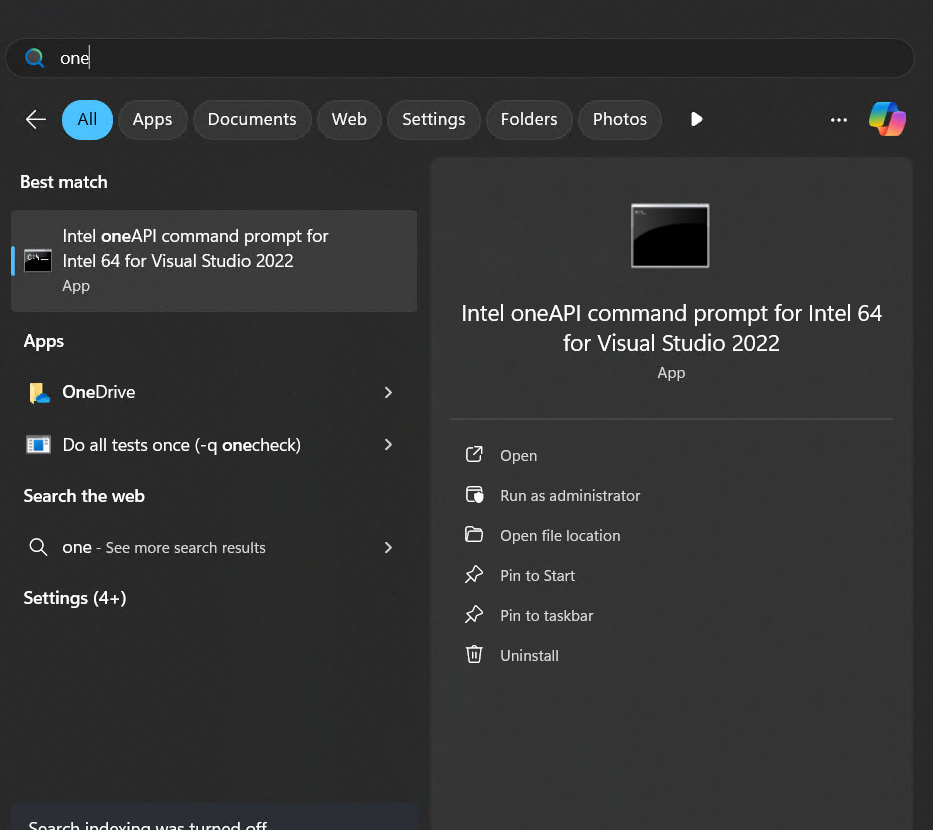 one
All
Apps
Documents
Web
Settings
Folders
Photos
Best match
Intel oneAPI command prompt for
Intel 64 for Visual Studio 2022
App
Apps
OneDrive
Do all tests once (-q onecheck)
Search the web
one - See more search results
Settings (4+)
Search indexing was turned off
Intel oneAPI command prompt for Intel 64
for Visual Studio 2022
App
Open
Run as administrator
Open file location
Pin to Start
Pin to taskbar
Uninstall